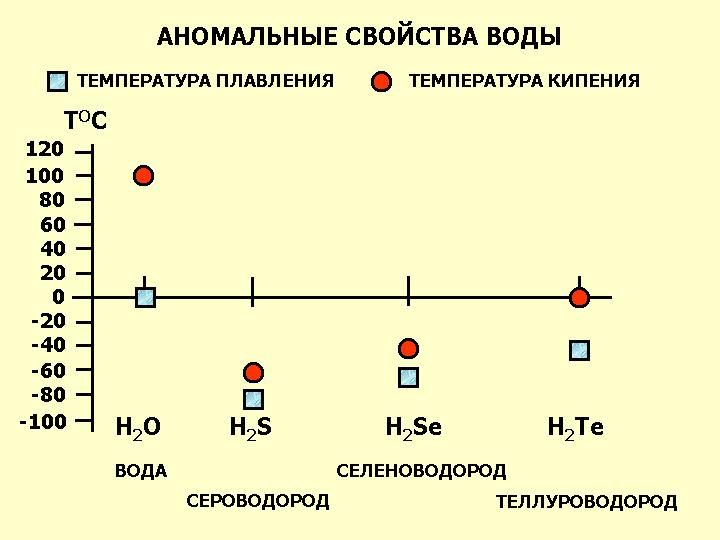 АНОМАЛЬНЫЕ СВОЙСТВА ВОДЫ
ТЕМПЕРАТУРА ПЛАВЛЕНИЯ ТЕМПЕРАТУРА КИПЕНИЯ
TᴼC
120
100
80
60
40
20
0
-20
-40
-60
-80
-100
H₂O H₂S H₂Se H₂Te
ВОДА СЕЛЕНОВОДОРОД
СЕРОВОДОРОД ТЕЛЛУРОВОДОРОД